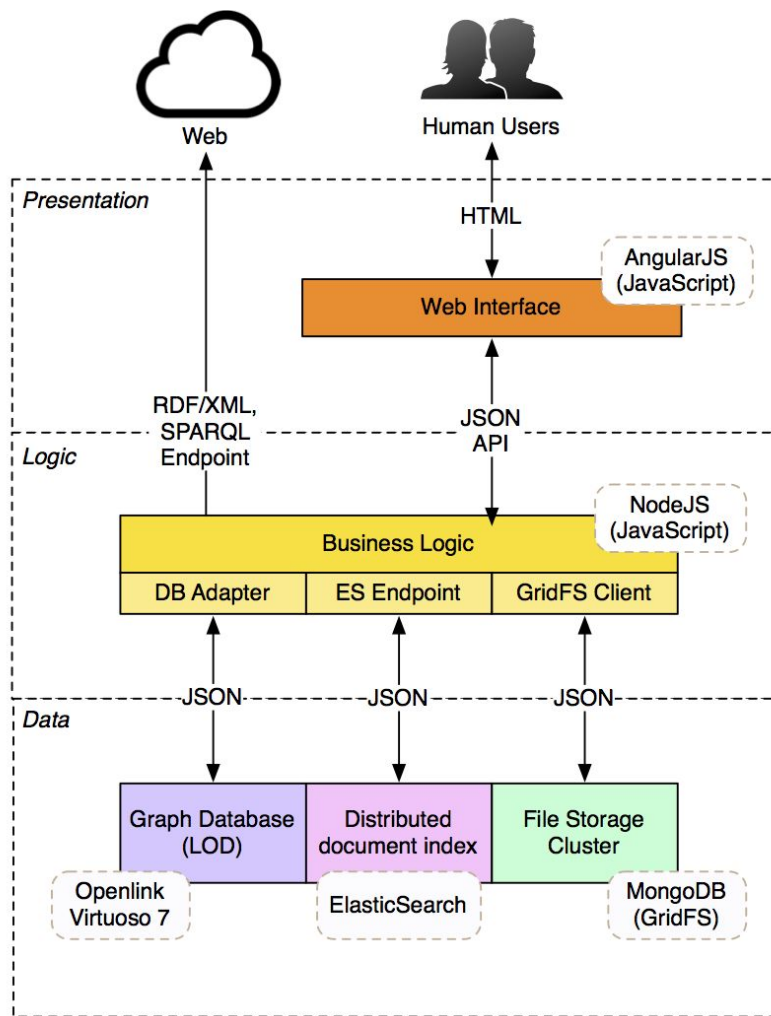 Web
Human Users
Presentation
HTML
AngularJS
(JavaScript)
Web Interface
RDF/XML,
SPARQL
Endpoint
JSON
API
Logic
NodeJS
(JavaScript)
Business Logic
DB Adapter
ES Endpoint
GridFS Client
JSON
JSON
JSON
Data
Graph Database
(LOD)
Distributed
document index
File Storage
Cluster
Openlink
Virtuoso 7
ElasticSearch
MongoDB
(GridFS)